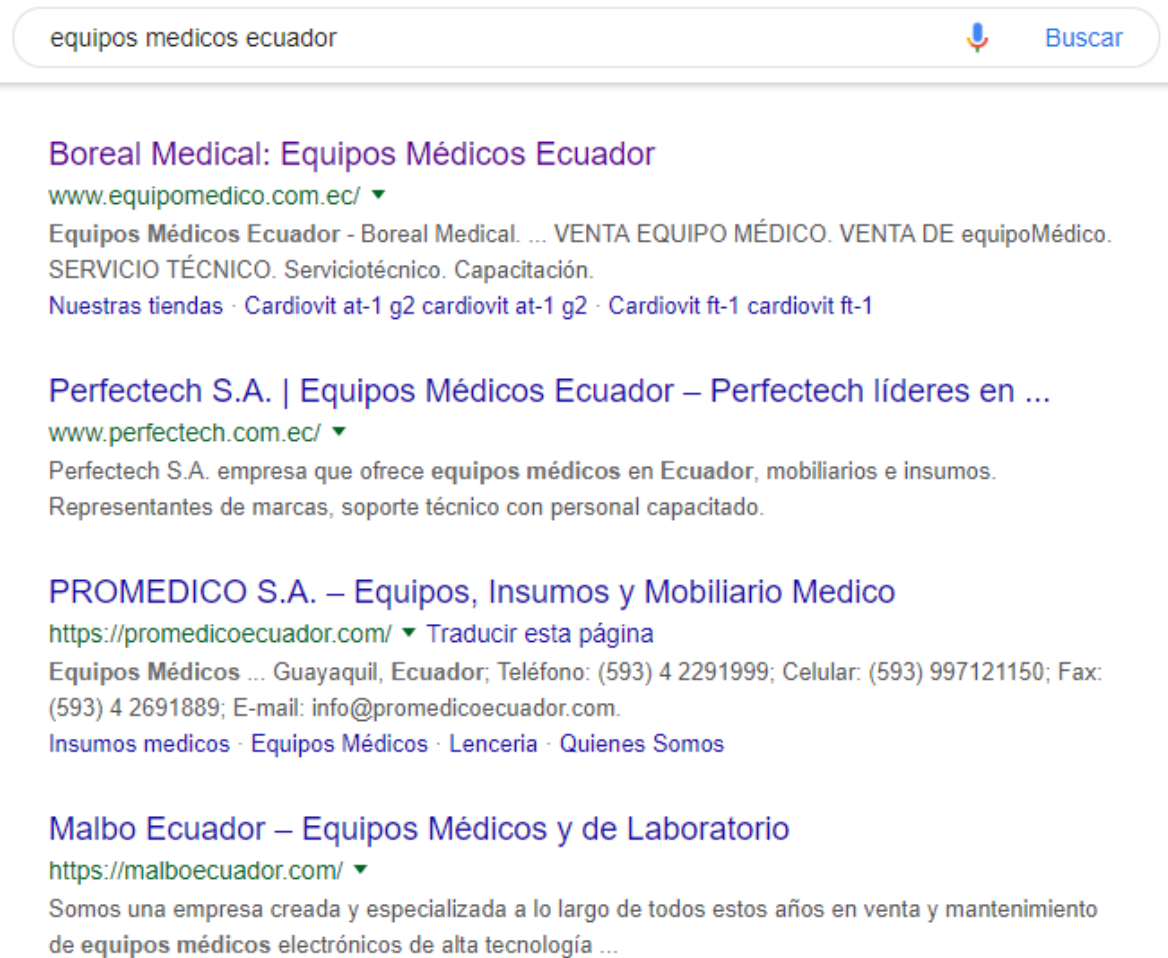 equipos medicos ecuador Buscar
Boreal Medical: Equipos Médicos Ecuador
www.equipomedico.com.ec/
Equipos Médicos Ecuador - Boreal Medical. ... VENTA EQUIPO MÉDICO. VENTA DE equipoMédico.
SERVICIO TÉCNICO. Serviciotécnico. Capacitación.
Nuestras tiendas · Cardiovit at-1 g2 cardiovit at-1 g2 · Cardiovit ft-1 cardiovit ft-1
Perfectech S.A. | Equipos Médicos Ecuador – Perfectech líderes en ...
www.perfectech.com.ec/
Perfectech S.A. empresa que ofrece equipos médicos en Ecuador, mobiliarios e insumos.
Representantes de marcas, soporte técnico con personal capacitado.
PROMEDICO S.A. – Equipos, Insumos y Mobiliario Medico
https://promedicoecuador.com/ Traducir esta página
Equipos Médicos ... Guayaquil, Ecuador; Teléfono: (593) 4 2291999; Celular: (593) 997121150; Fax:
(593) 4 2691889; E-mail: info@promedicoecuador.com.
Insumos medicos · Equipos Médicos · Lenceria · Quienes Somos
Malbo Ecuador – Equipos Médicos y de Laboratorio
https://malboecuador.com/
Somos una empresa creada y especializada a lo largo de todos estos años en venta y mantenimiento
de equipos médicos electrónicos de alta tecnología ...